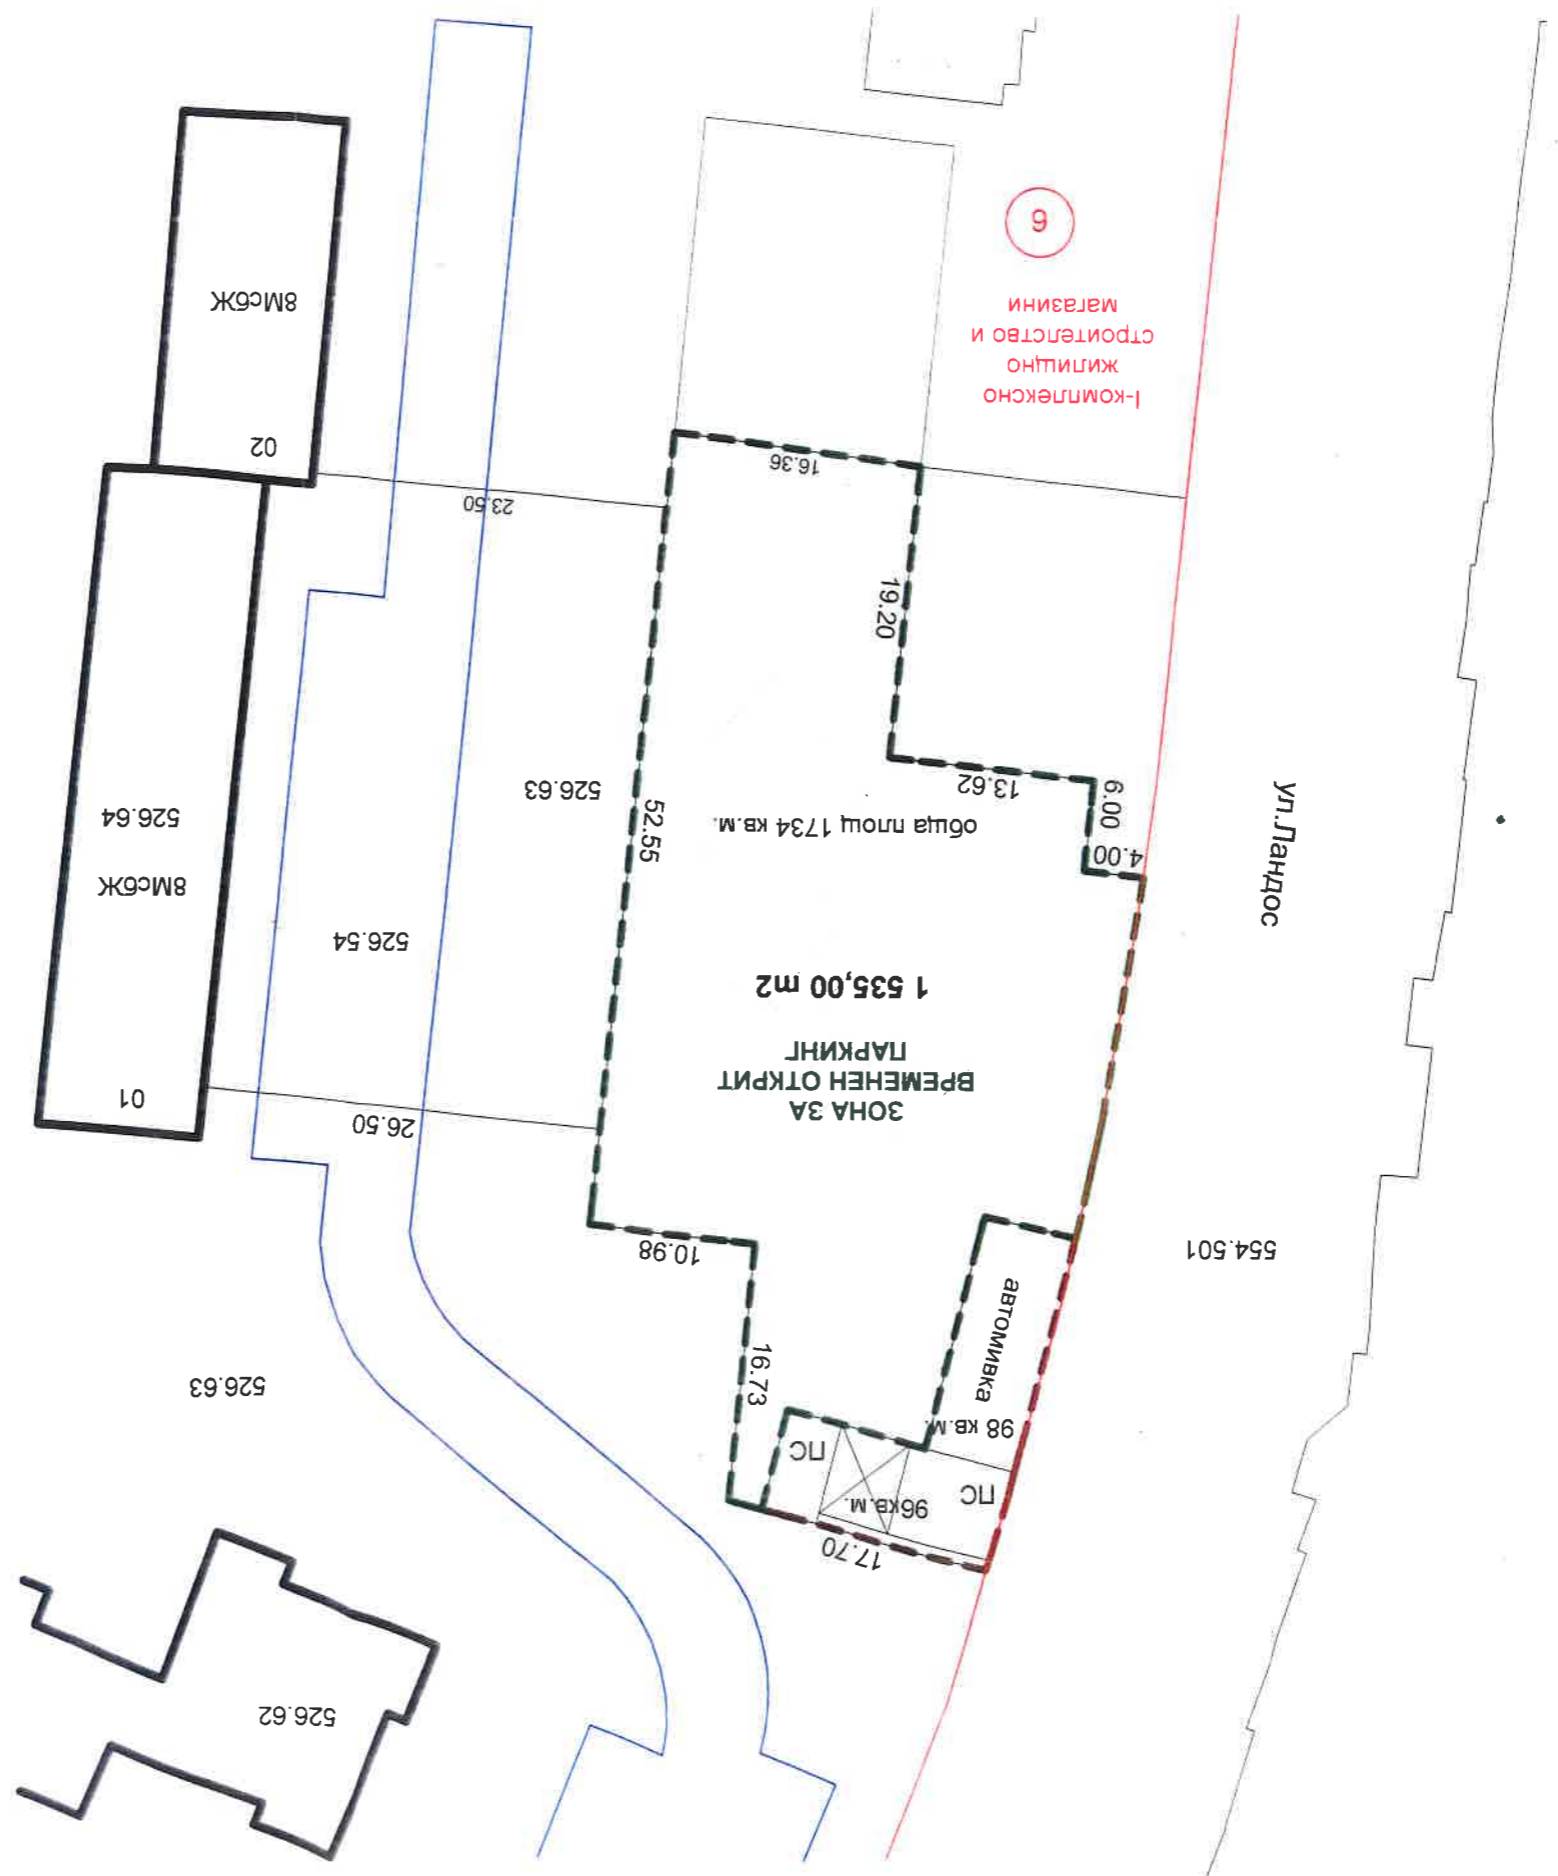 526.62
17.70
96кв.м.
ПС
ПС
98 кв.м.
автомивка
16.73
526.63
10.98
554.501
26.50
01
ЗОНА ЗА
ВРЕМЕНЕН ОТКРИТ
ПАРКИНГ
1 535,00 m2
526.54
8МсбЖ
526.64
ул.Ландос
4.00
6.00
обща площ 1734 кв.м.
52.55
13.62
526.63
19.20
23.50
16.36
02
I-комплексно
жилищно
строителство и
магазини
8МсбЖ
6